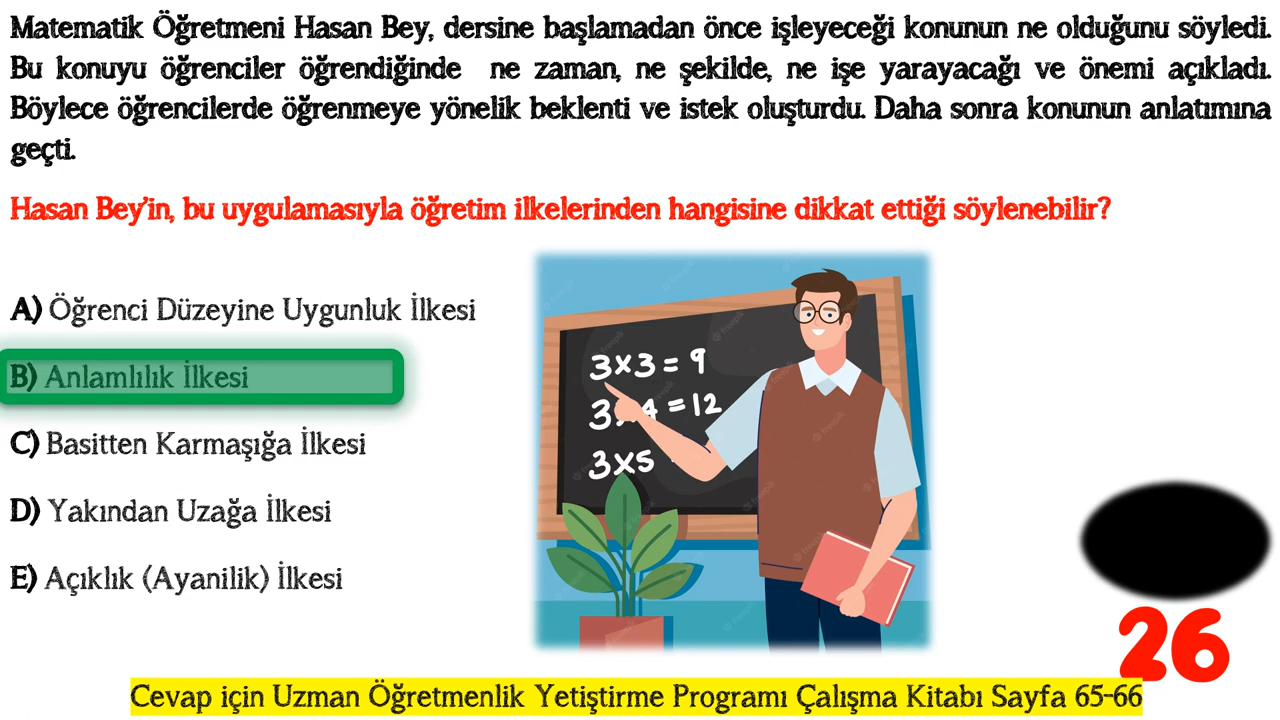 Matematik Öğretmeni Hasan Bey, dersine başlamadan önce işleyeceği konunun ne olduğunu söyledi.
Bu konuyu öğrenciler öğrendiğinde ne zaman, ne şekilde, ne işe yarayacağı ve önemi açıkladı.
Böylece öğrencilerde öğrenmeye yönelik beklenti ve istek oluşturdu. Daha sonra konunun anlatımına
geçti.
Hasan Bey'in, bu uygulamasıyla öğretim ilkelerinden hangisine dikkat ettiği söylenebilir?
A) Öğrenci Düzeyine Uygunluk İlkesi
B) Anlamlılık İlkesi
C) Basitten Karmaşığa İlkesi
D) Yakından Uzağa İlkesi
E) Açıklık (Ayanilik) İlkesi
3x3 = 9
3x4 = 12
3x5
26
Cevap için Uzman Öğretmenlik Yetiştirme Programı Çalışma Kitabı Sayfa 65-66